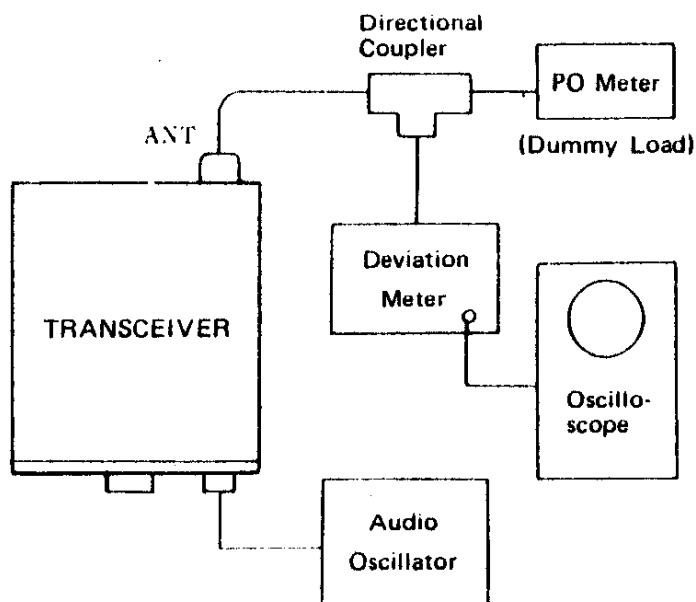 Directional
Coupler
PO Meter
(Dummy Load)
ANT
Deviation
Meter
TRANSCEIVER
Oscillo-
scope
Audio
Oscillator